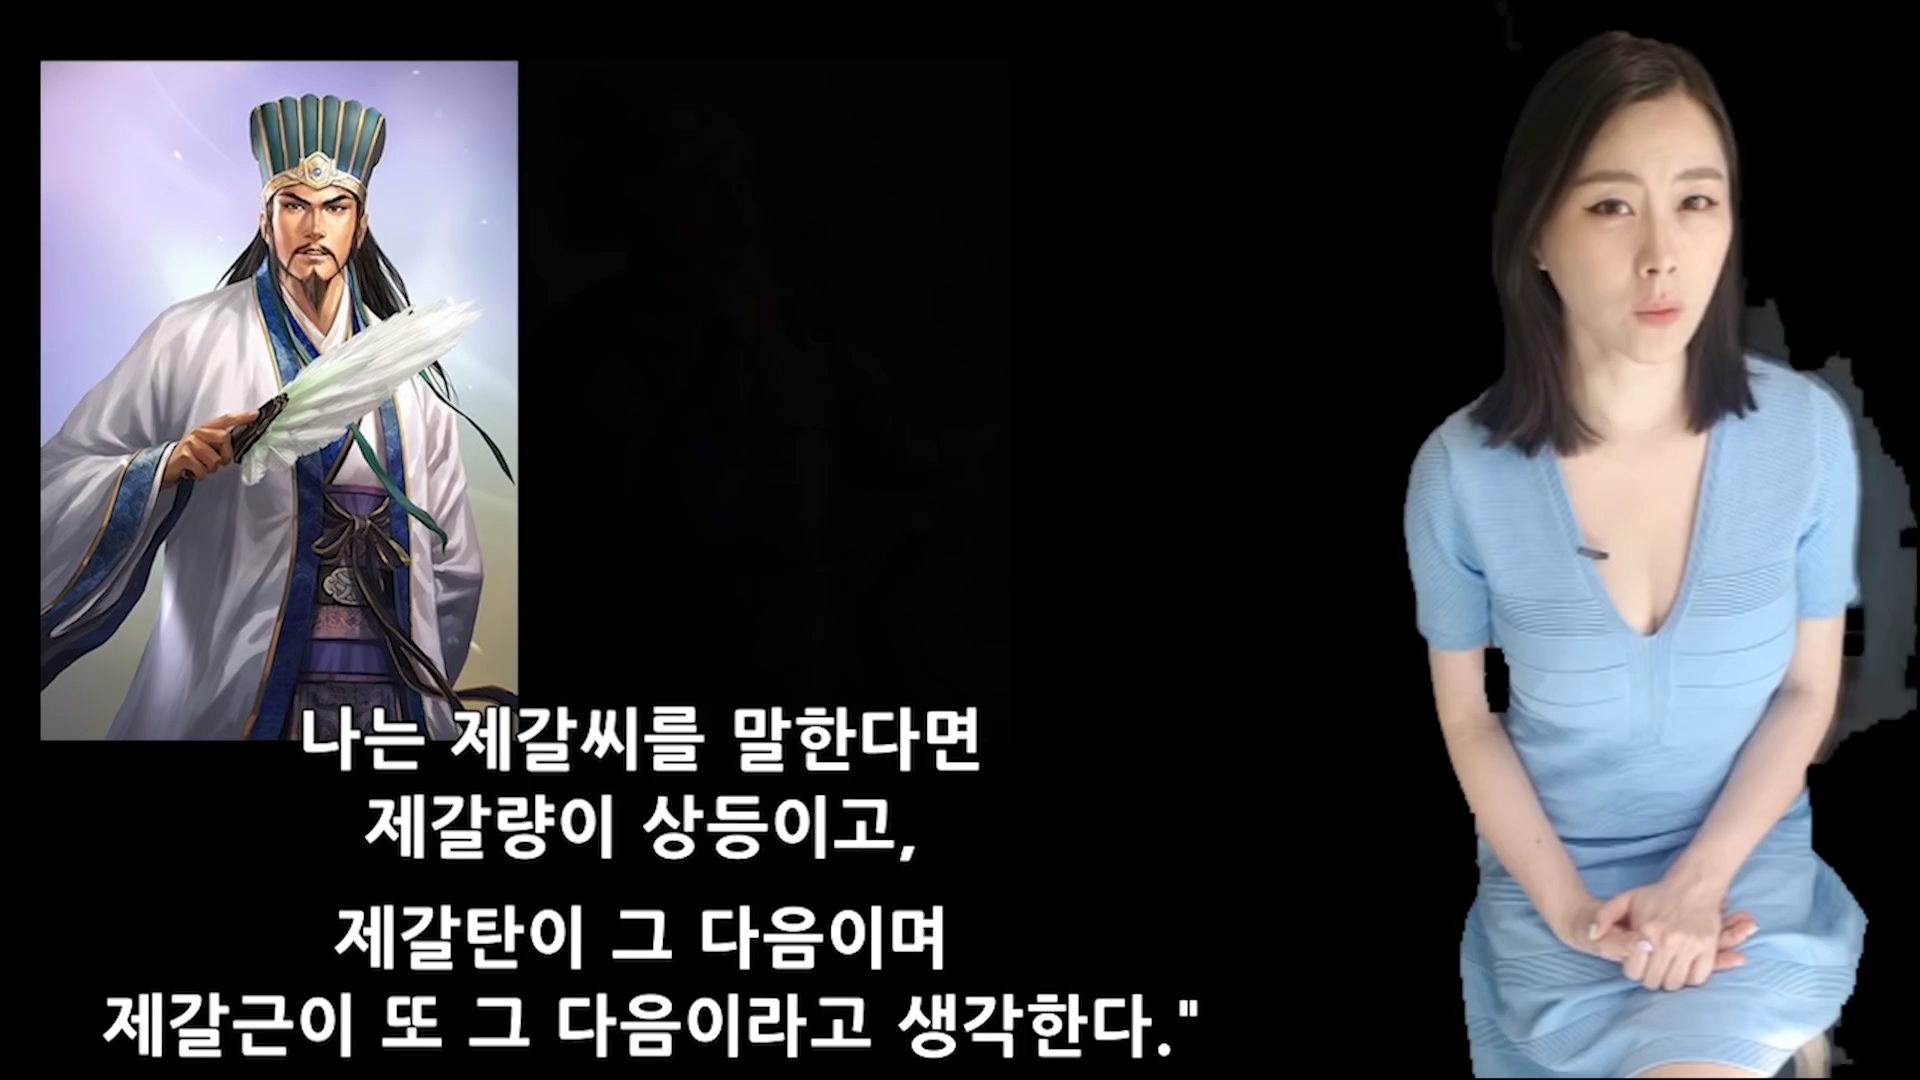 나는 제갈씨를 말한다면
제갈량이 상등이고,
제갈탄이 그 다음이며
제갈근이 또 그 다음이라고 생각한다."